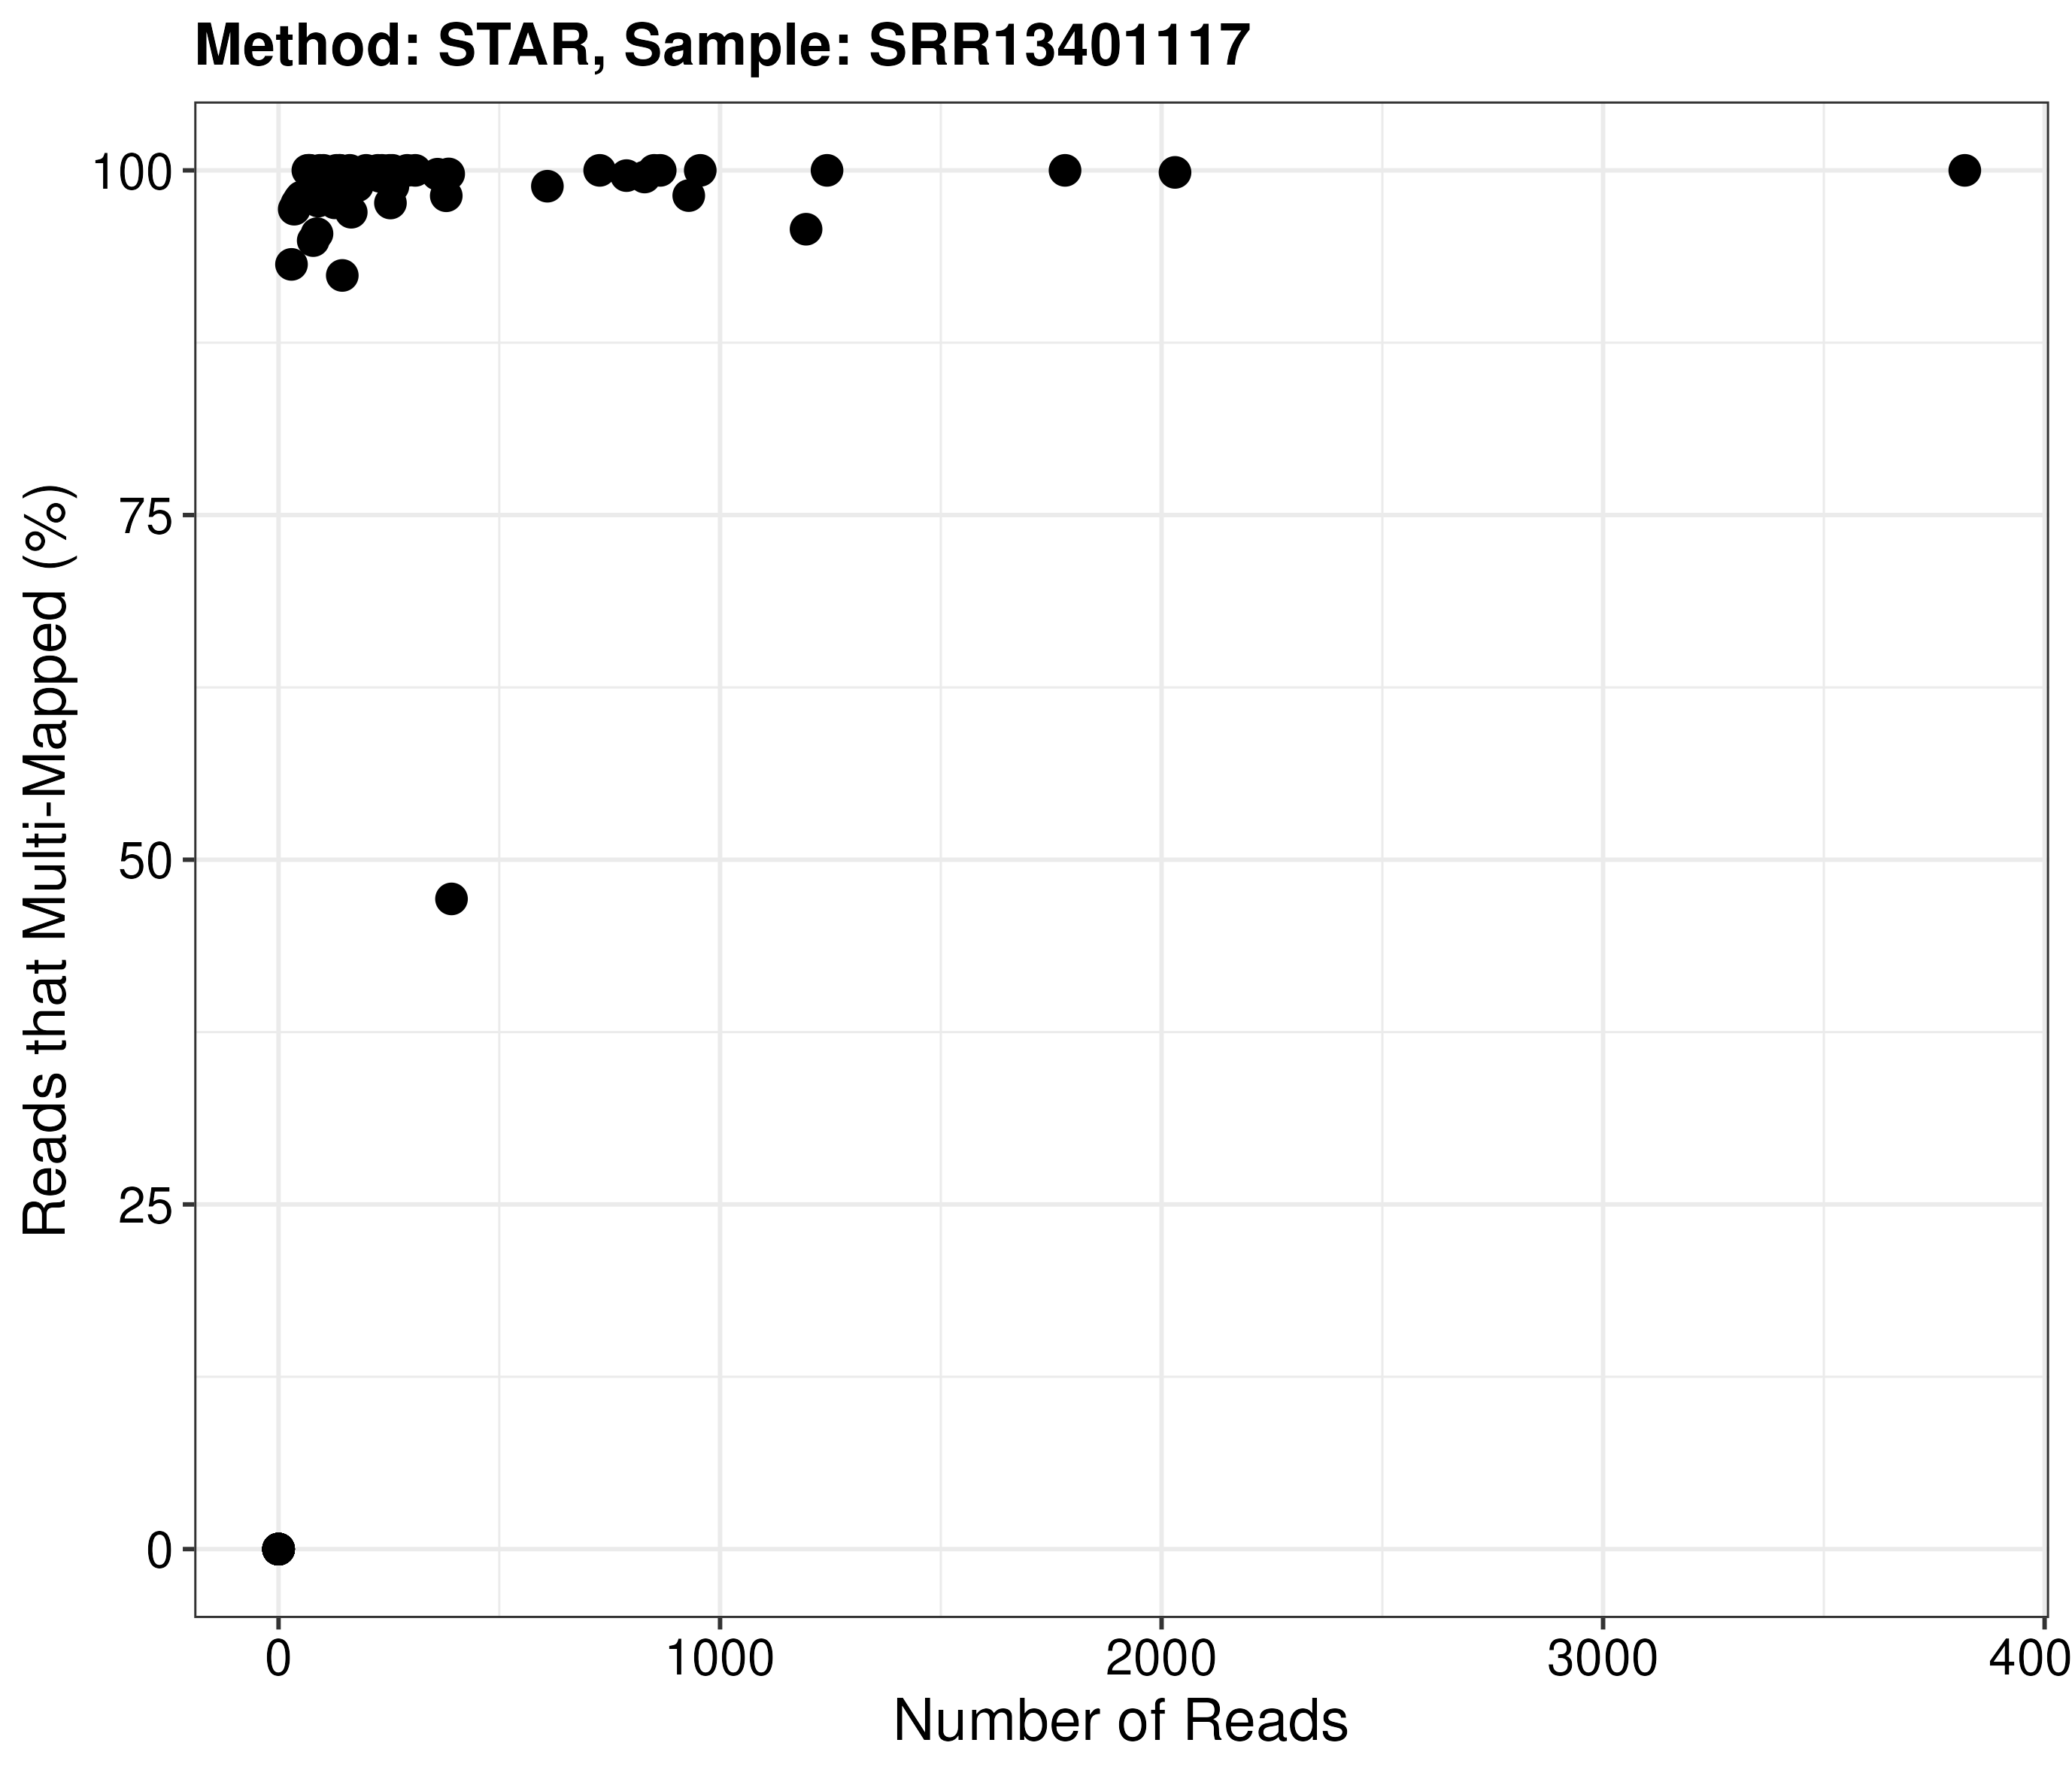 Method: STAR, Sample: SRR13401117
Reads that Multi-Mapped (%)
100
75
50
25
0
0 1000 2000 3000 400
Number of Reads